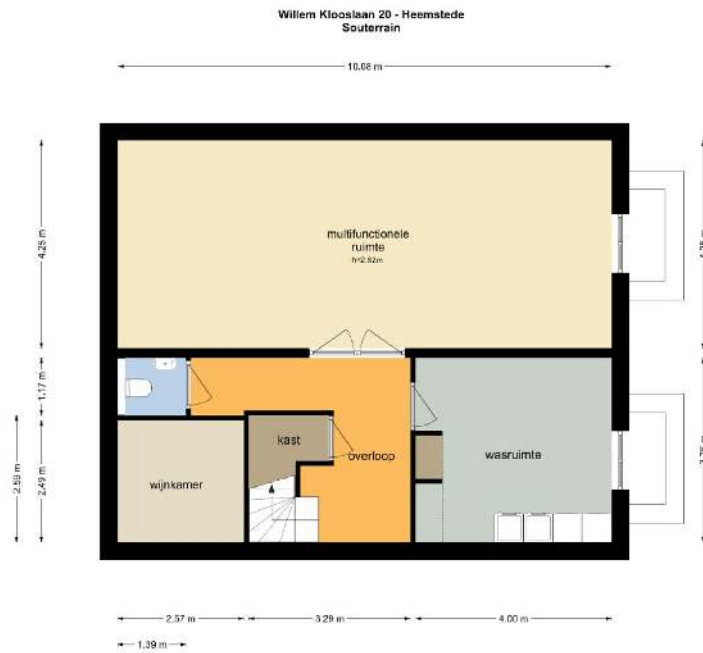 Willem Klooslaan 20 - Heemstede
Souterrain
10.08 m
4.25 m
multifunctionele
ruimte
h=2.62m
1.17 m
2.59 m
2.49 m
kast
overloop
wasruimte
wijnkamer
2.57 m
3.29 m
4.00 m
1.39 m